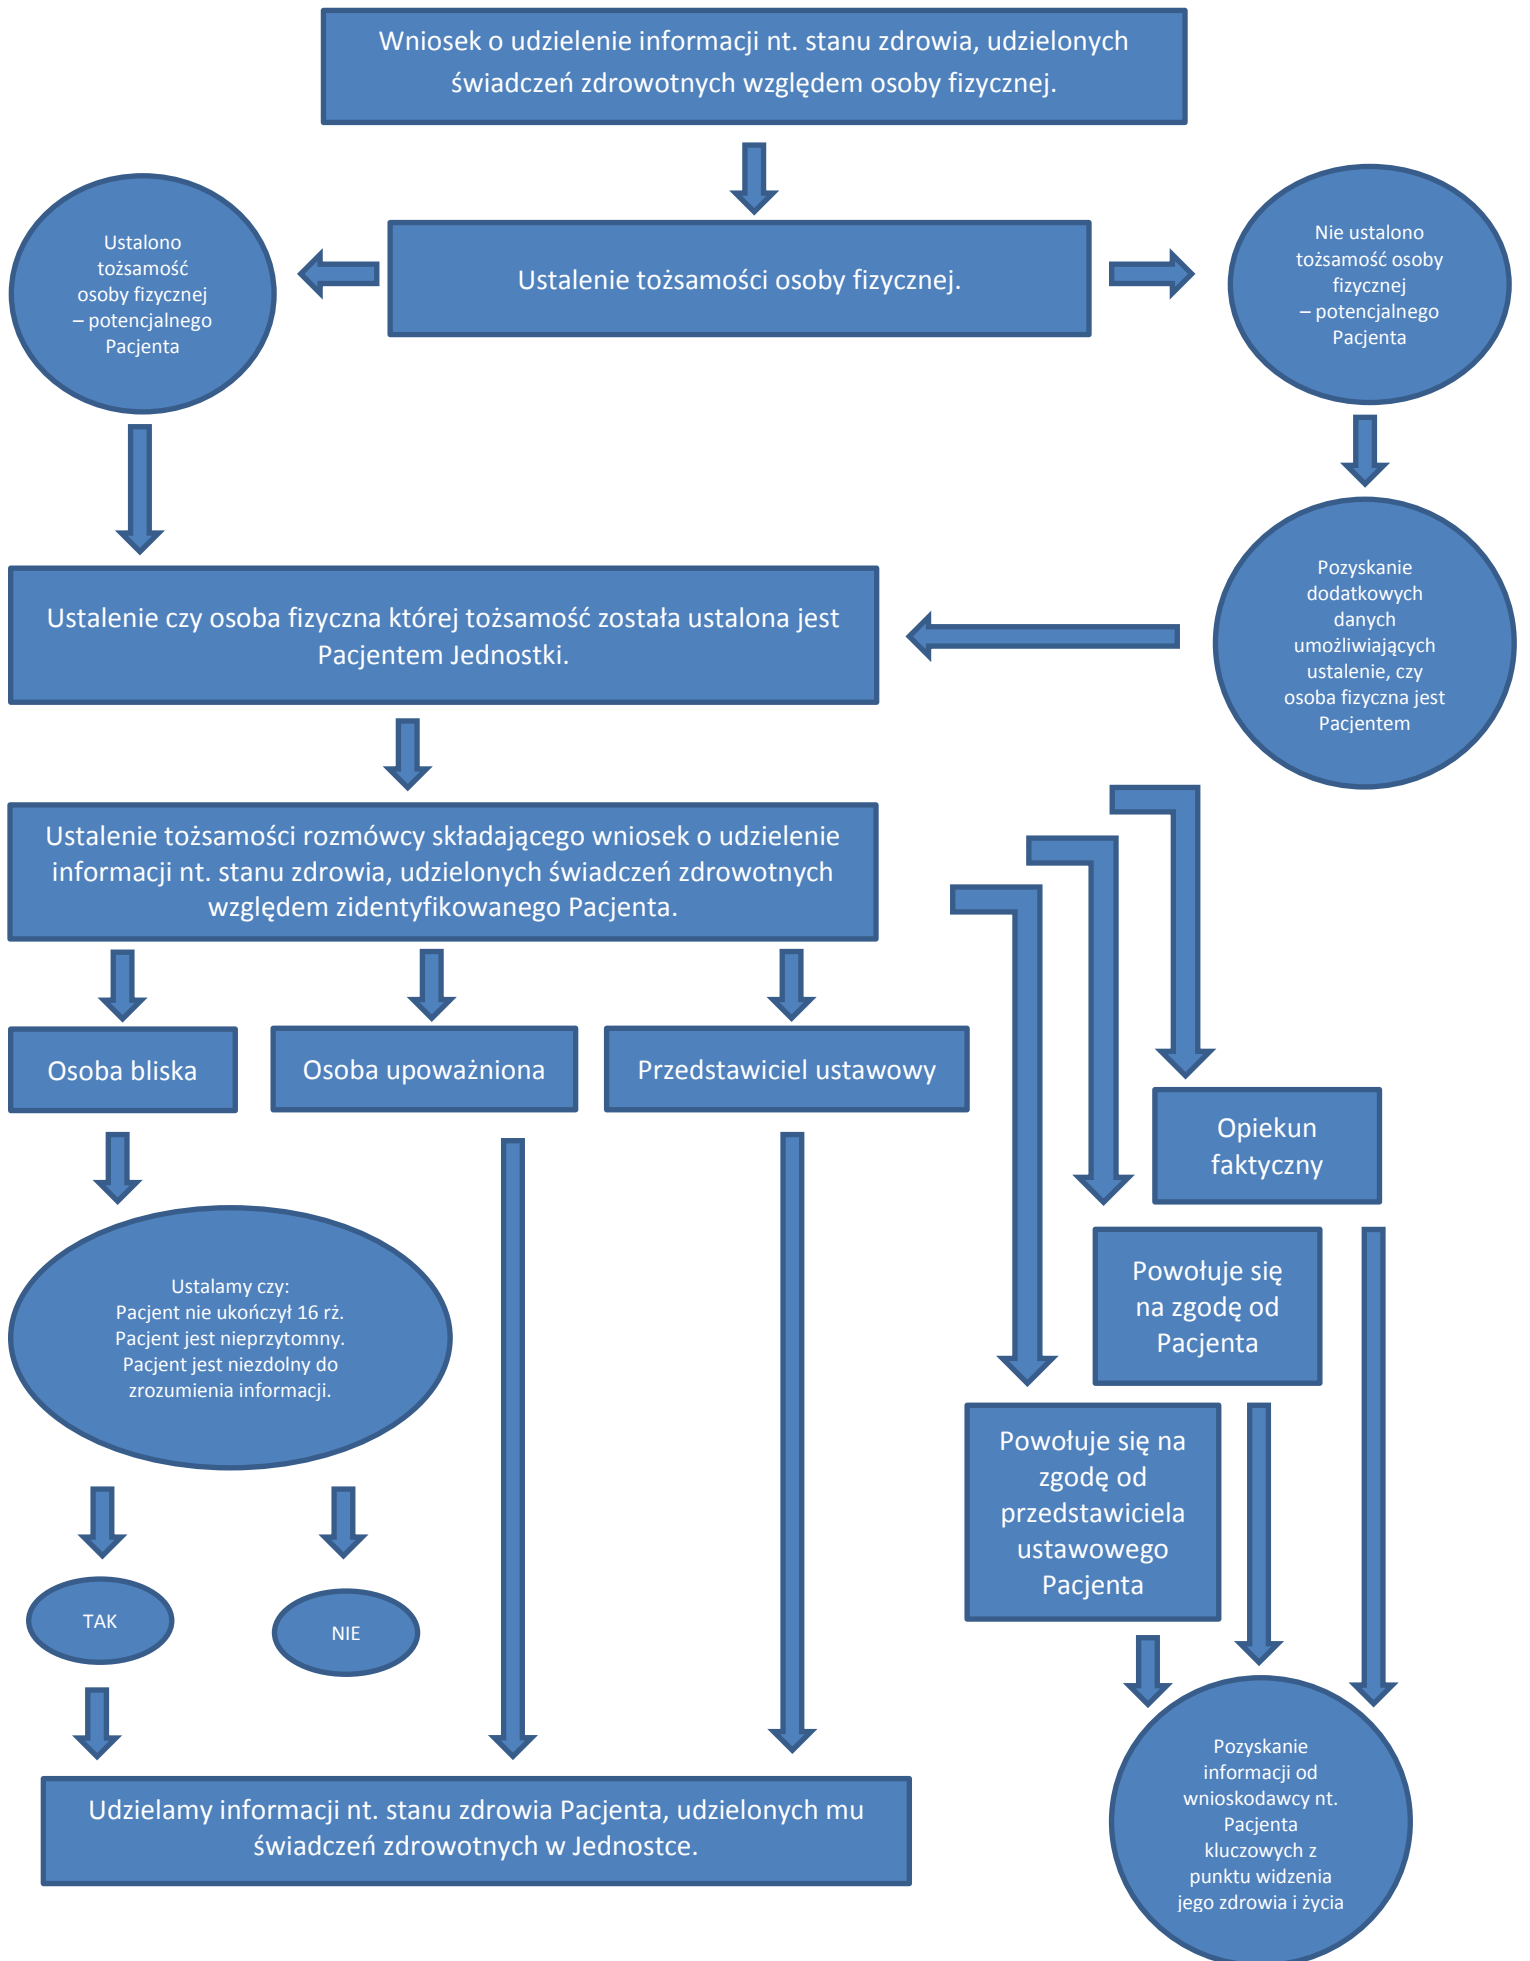 Wniosek o udzielenie informacji nt. stanu zdrowia, udzielonych
świadczeń zdrowotnych względem osoby fizycznej.
Ustalono
tożsamość
osoby fizycznej
– potencjalnego
Pacjenta
Ustalenie tożsamości osoby fizycznej.
Nie ustalono
tożsamość osoby
fizycznej
– potencjalnego
Pacjenta
Pozyskanie
dodatkowych
danych
umożliwiających
ustalenie, czy
osoba fizyczna jest
Pacjentem
Ustalenie czy osoba fizyczna której tożsamość została ustalona jest
Pacjentem Jednostki.
Ustalenie tożsamości rozmówcy składającego wniosek o udzielenie
informacji nt. stanu zdrowia, udzielonych świadczeń zdrowotnych
względem zidentyfikowanego Pacjenta.
Osoba bliska
Osoba upoważniona
Przedstawiciel ustawowy
Opiekun
faktyczny
Powołuje się
na zgodę od
Pacjenta
Powołuje się na
zgodę od
przedstawiciela
ustawowego
Pacjenta
Ustalamy czy:
Pacjent nie ukończył 16 rż.
Pacjent jest nieprzytomny.
Pacjent jest niezdolny do
zrozumienia informacji.
TAK
NIE
Udzielamy informacji nt. stanu zdrowia Pacjenta, udzielonych mu
świadczeń zdrowotnych w Jednostce.
Pozyskanie
informacji od
wnioskodawcy nt.
Pacjenta
kluczowych z
punktu widzenia
jego zdrowia i życia